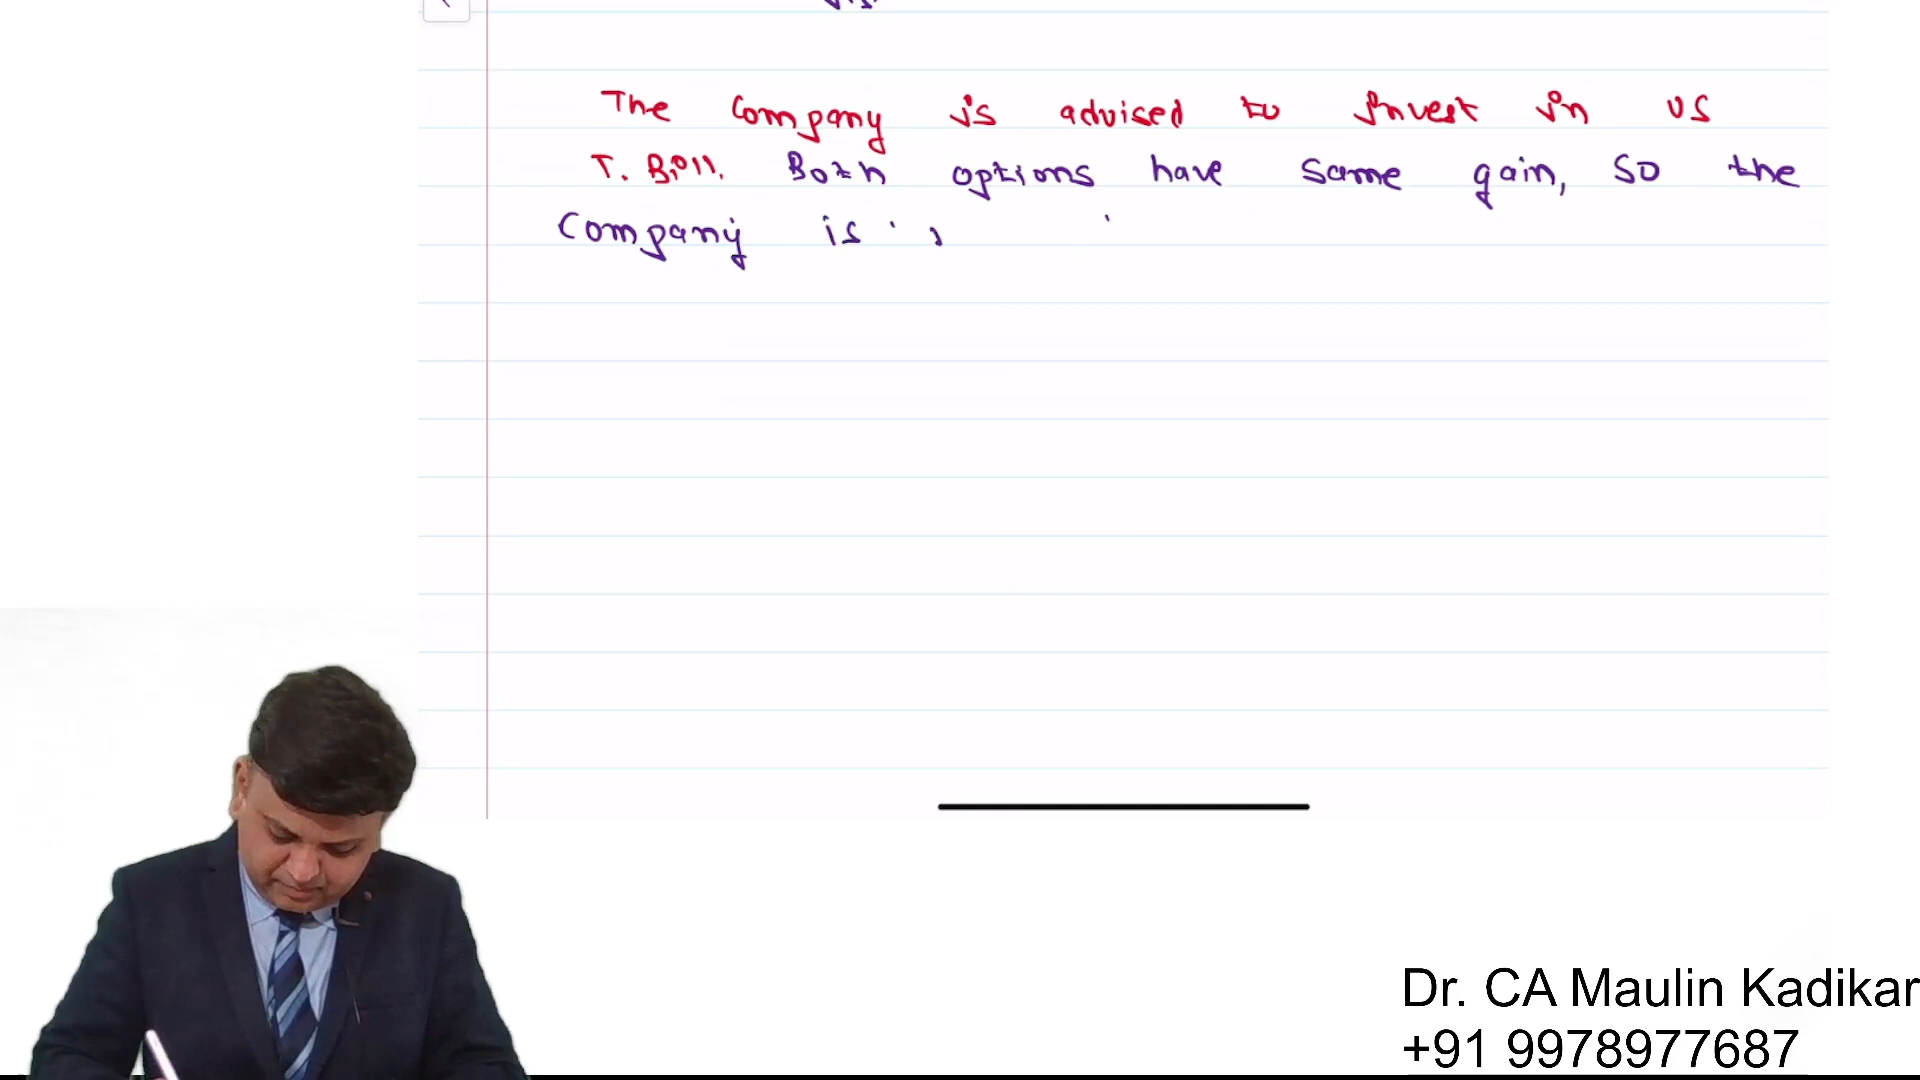 The Company is advised to invest in US
T. Bill. Both options have same gain, so the
Company is
Dr. CA Maulin Kadikar
+91 9978977687